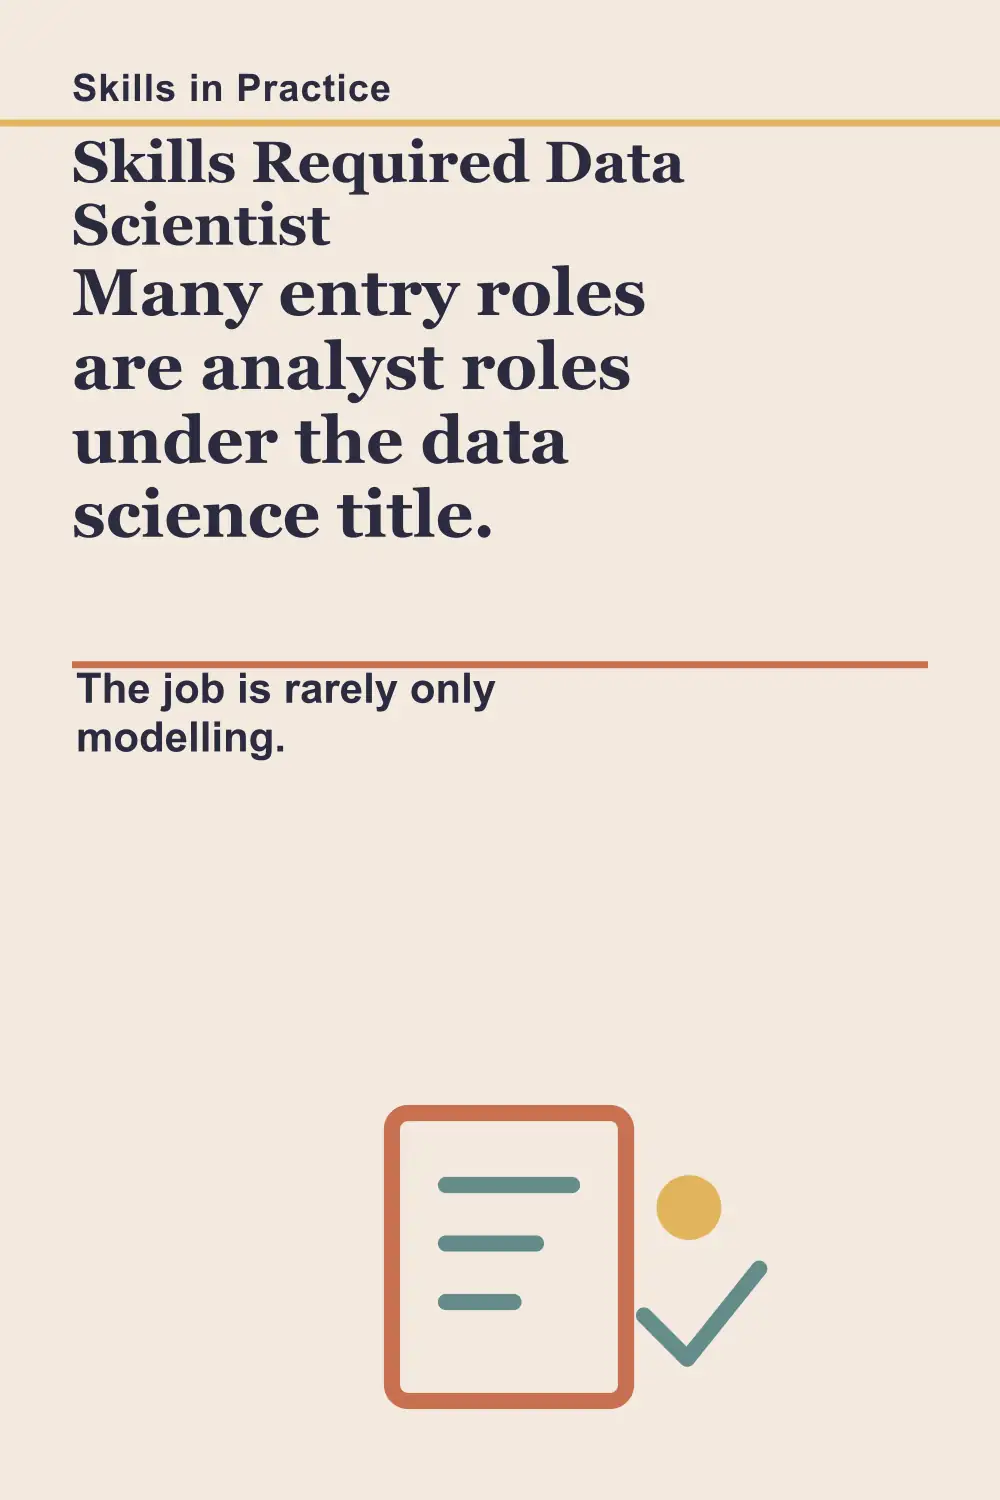 Skills in Practice
Skills Required Data
Scientist
Many entry roles
are analyst roles
under the data
science title.
The job is rarely only
modelling.